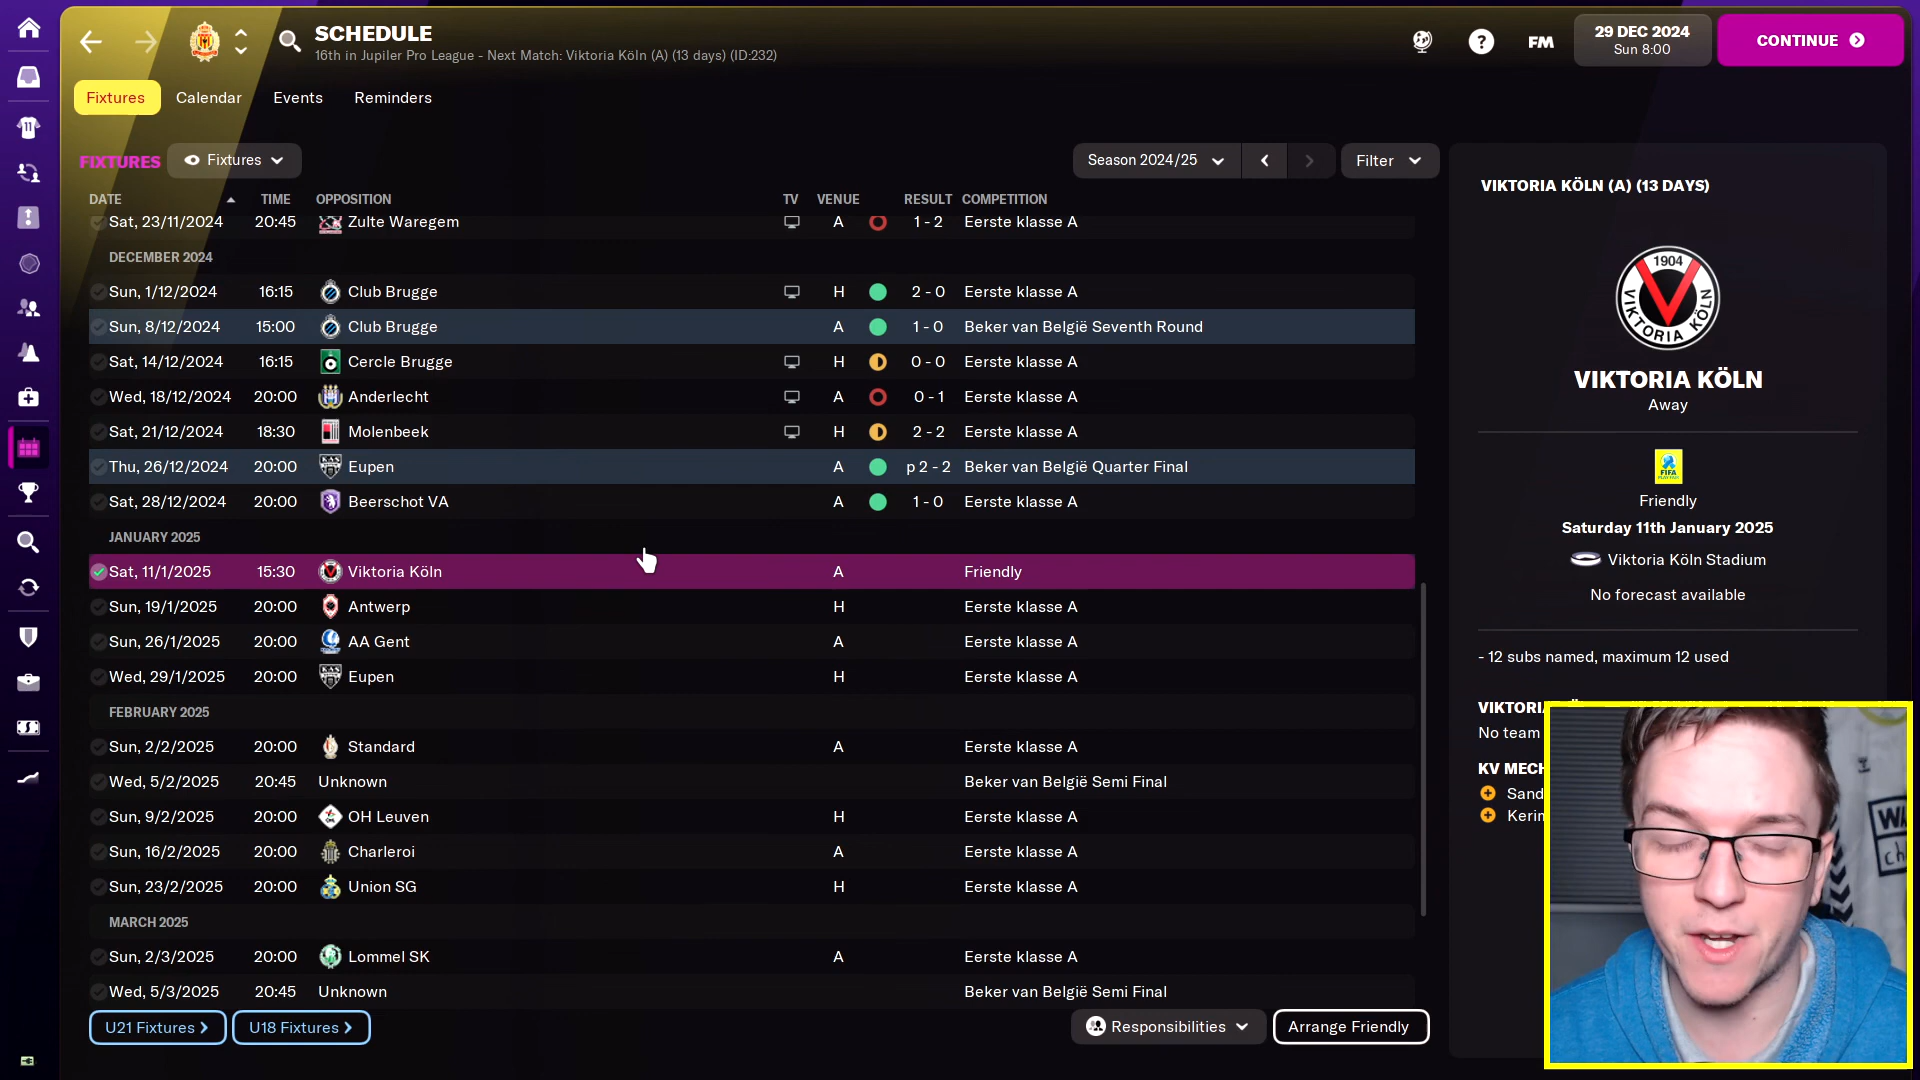 SCHEDULE
16th in Jupiler Pro League - Next Match: Viktoria Köln (A) (13 days) (ID:232)
FM
29 DEC 2024
Sun 8:00
CONTINUE
Fixtures Calendar Events Reminders
FIXTURES Fixtures Season 2024/25 Filter
DATE TIME OPPOSITION TV VENUE RESULT COMPETITION
Sat, 23/11/2024 20:45 Zulte Waregem A 1 - 2 Eerste klasse A
DECEMBER 2024
Sun, 1/12/2024 16:15 Club Brugge H 2 - 0 Eerste klasse A
Sun, 8/12/2024 15:00 Club Brugge A 1 - 0 Beker van België Seventh Round
Sat, 14/12/2024 16:15 Cercle Brugge H 0 - 0 Eerste klasse A
Wed, 18/12/2024 20:00 Anderlecht A 0 - 1 Eerste klasse A
Sat, 21/12/2024 18:30 Molenbeek H 2 - 2 Eerste klasse A
Thu, 26/12/2024 20:00 Eupen A p 2 - 2 Beker van België Quarter Final
Sat, 28/12/2024 20:00 Beerschot VA A 1 - 0 Eerste klasse A
JANUARY 2025
Sat, 11/1/2025 15:30 Viktoria Köln A Friendly
Sun, 19/1/2025 20:00 Antwerp H Eerste klasse A
Sun, 26/1/2025 20:00 AA Gent A Eerste klasse A
Wed, 29/1/2025 20:00 Eupen H Eerste klasse A
FEBRUARY 2025
Sun, 2/2/2025 20:00 Standard A Eerste klasse A
Wed, 5/2/2025 20:45 Unknown Beker van België Semi Final
Sun, 9/2/2025 20:00 OH Leuven H Eerste klasse A
Sun, 16/2/2025 20:00 Charleroi A Eerste klasse A
Sun, 23/2/2025 20:00 Union SG H Eerste klasse A
MARCH 2025
Sun, 2/3/2025 20:00 Lommel SK A Eerste klasse A
Wed, 5/3/2025 20:45 Unknown Beker van België Semi Final
U21 Fixtures U18 Fixtures Responsibilities Arrange Friendly
VIKTORIA KÖLN (A) (13 DAYS)
1904
VIKTORIA KÖLN
VIKTORIA KÖLN
Away
FIFA
Friendly
Saturday 11th January 2025
Viktoria Köln Stadium
No forecast available
- 12 subs named, maximum 12 used
VIKTORI
No team
KV MECH
Sand
Kerin